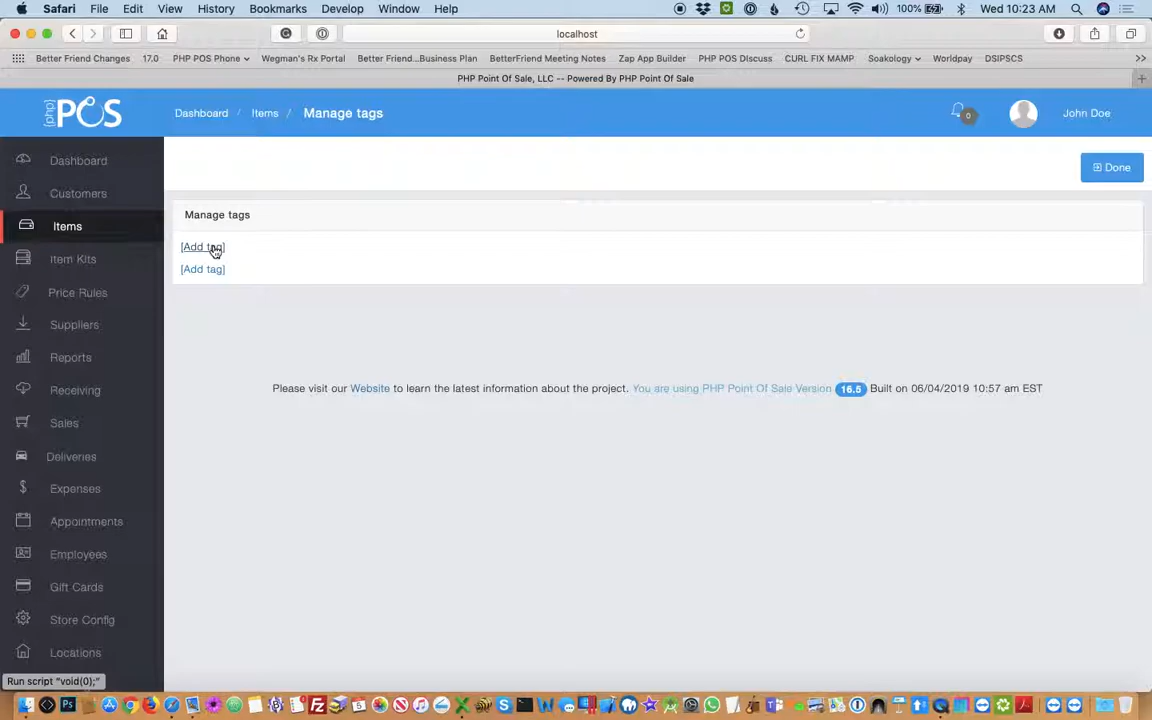 Safari File Edit View History Bookmarks Develop Window Help 100% Wed 10:23 AM
localhost
Better Friend Changes 17.0 PHP POS Phone Wegman's Rx Portal Better Friend...Business Plan BetterFriend Meeting Notes Zap App Builder PHP POS Discuss CURL FIX MAMP Soakology Worldpay DSIPSCS >>
PHP Point Of Sale, LLC -- Powered By PHP Point Of Sale
[php] POS Dashboard / Items / Manage tags 0 John Doe
Dashboard
Done
Customers
Manage tags
Items
[Add tag]
Item Kits
[Add tag]
Price Rules
Suppliers
Reports
Receiving
Please visit our Website to learn the latest information about the project. You are using PHP Point Of Sale Version 16.5 Built on 06/04/2019 10:57 am EST
Sales
Deliveries
Expenses
Appointments
Employees
Gift Cards
Store Config
Locations
Run script "void(0);"